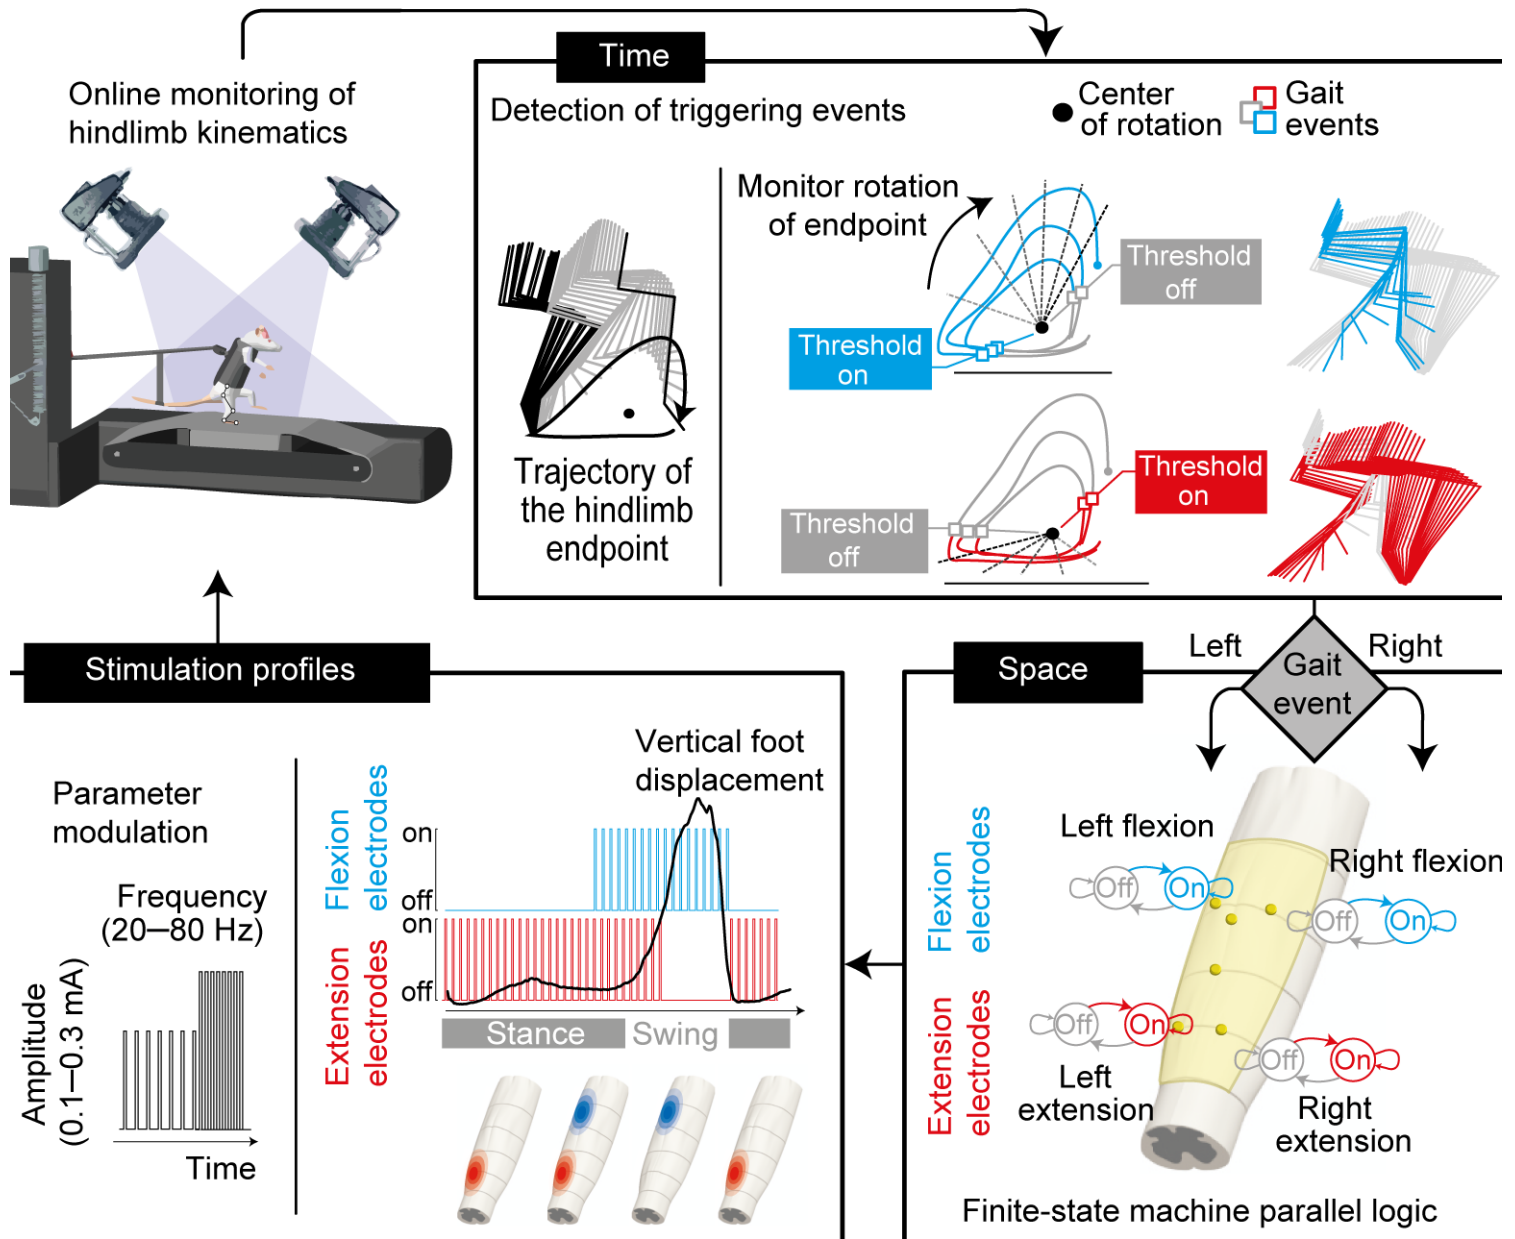 Online monitoring of
hindlimb kinematics
Time
Detection of triggering events
Center
of rotation
Gait
events
Monitor rotation
of endpoint
Threshold
off
Threshold
on
Trajectory of
the hindlimb
endpoint
Threshold
on
Threshold
off
Stimulation profiles
Parameter
modulation
Frequency
(20–80 Hz)
Amplitude
(0.1–0.3 mA)
Time
Vertical foot
displacement
Flexion
electrodes
on
off
Extension
electrodes
on
off
Stance
Swing
Space
Left
Right
Gait
event
Left flexion
Right flexion
Flexion
electrodes
Off
On
Off
On
Extension
electrodes
Off
On
Off
On
Left
extension
Right
extension
Finite-state machine parallel logic